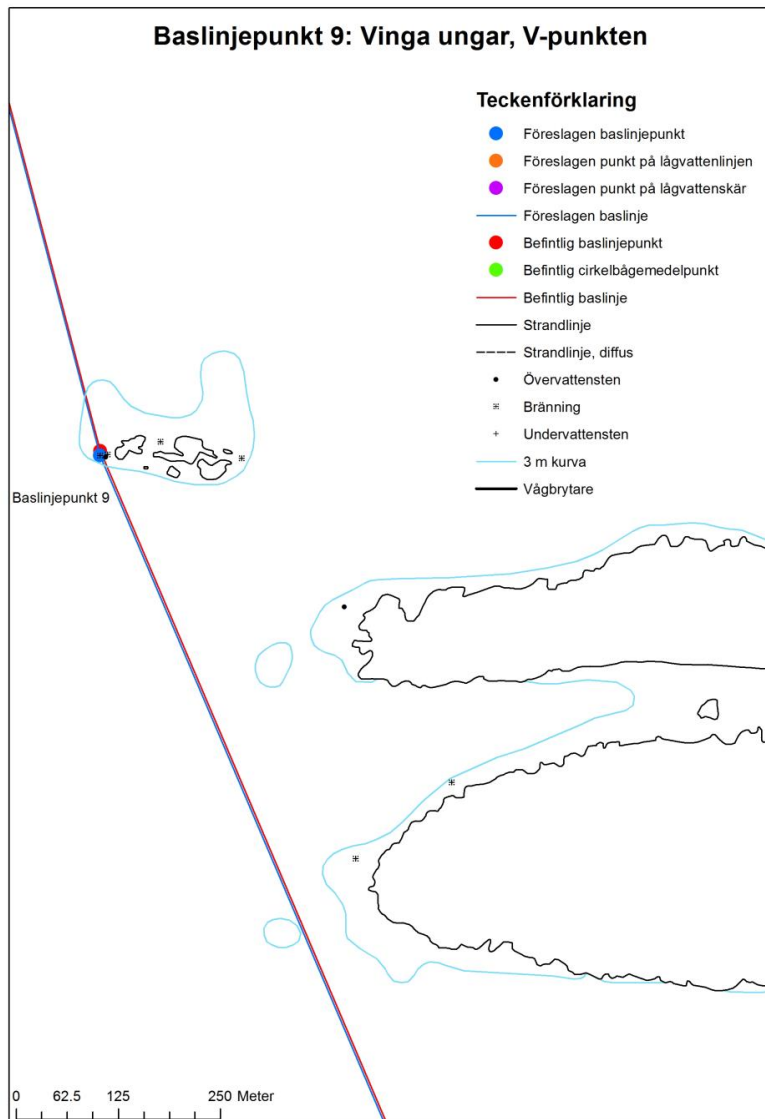 Baslinjepunkt 9: Vinga ungar, V-punkten
Teckenförklaring
Föreslagen baslinjepunkt
Föreslagen punkt på lågvattenlinjen
Föreslagen punkt på lågvattenskär
Föreslagen baslinje
Befintlig baslinjepunkt
Befintlig cirkelbågemedelpunkt
Befintlig baslinje
Strandlinje
Strandlinje, diffus
Övervattensten
Bränning
Undervattensten
3 m kurva
Vågbrytare
Baslinjepunkt 9
0 62.5 125 250 Meter